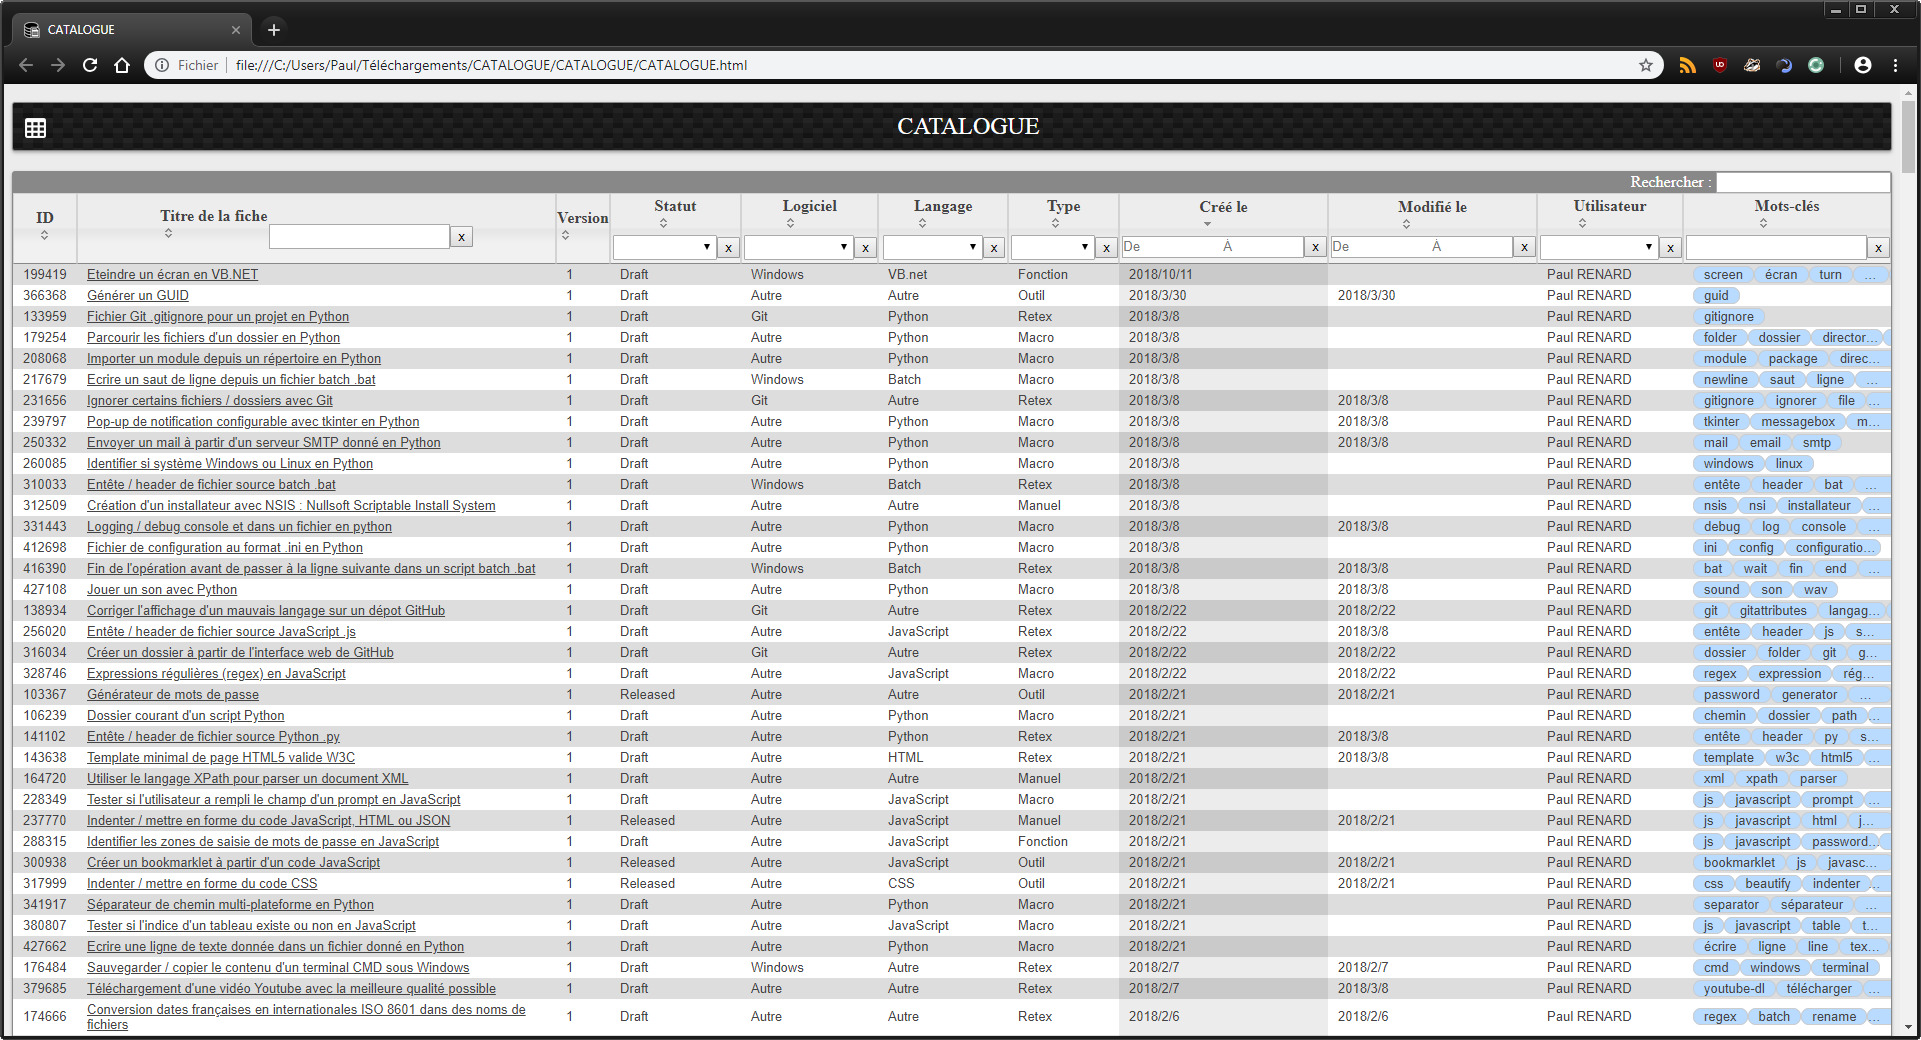 CATALOGUE
Fichier file:///C:/Users/Paul/Téléchargements/CATALOGUE/CATALOGUE.html
CATALOGUE
Rechercher :
ID Titre de la fiche x Version Statut Logiciel Langage Type Créé le Modifié le Utilisateur Mots-clés
x x x x De À x De À x x x
199419 Eteindre un écran en VB.NET 1 Draft Windows VB.net Fonction 2018/10/11 Paul RENARD screen écran turn ...
366368 Générer un GUID 1 Draft Autre Autre Outil 2018/3/30 2018/3/30 Paul RENARD guid
133959 Fichier Git .gitignore pour un projet en Python 1 Draft Git Python Retex 2018/3/8 Paul RENARD gitignore
179254 Parcourir les fichiers d'un dossier en Python 1 Draft Autre Python Macro 2018/3/8 Paul RENARD folder dossier director...
208068 Importer un module depuis un répertoire en Python 1 Draft Autre Python Macro 2018/3/8 Paul RENARD module package direc...
217679 Ecrire un saut de ligne depuis un fichier batch .bat 1 Draft Windows Batch Macro 2018/3/8 Paul RENARD newline saut ligne ...
231656 Ignorer certains fichiers / dossiers avec Git 1 Draft Git Autre Retex 2018/3/8 2018/3/8 Paul RENARD gitignore ignorer file ...
239797 Pop-up de notification configurable avec tkinter en Python 1 Draft Autre Python Macro 2018/3/8 2018/3/8 Paul RENARD tkinter messagebox m...
250332 Envoyer un mail à partir d'un serveur SMTP donné en Python 1 Draft Autre Python Macro 2018/3/8 2018/3/8 Paul RENARD mail email smtp
260085 Identifier si système Windows ou Linux en Python 1 Draft Autre Python Macro 2018/3/8 Paul RENARD windows linux
310033 Entête / header de fichier source batch .bat 1 Draft Windows Batch Retex 2018/3/8 Paul RENARD entête header bat ...
312509 Création d'un installateur avec NSIS : Nullsoft Scriptable Install System 1 Draft Autre Autre Manuel 2018/3/8 Paul RENARD nsis nsi installateur ...
331443 Logging / debug console et dans un fichier en python 1 Draft Autre Python Macro 2018/3/8 2018/3/8 Paul RENARD debug log console ...
412698 Fichier de configuration au format .ini en Python 1 Draft Autre Python Macro 2018/3/8 Paul RENARD ini config configuratio...
416390 Fin de l'opération avant de passer à la ligne suivante dans un script batch .bat 1 Draft Windows Batch Retex 2018/3/8 2018/3/8 Paul RENARD bat wait fin end ...
427108 Jouer un son avec Python 1 Draft Autre Python Macro 2018/3/8 2018/3/8 Paul RENARD sound son wav
138934 Corriger l'affichage d'un mauvais langage sur un dépot GitHub 1 Draft Git Autre Retex 2018/2/22 2018/2/22 Paul RENARD git gitattributes langag...
256020 Entête / header de fichier source JavaScript .js 1 Draft Autre JavaScript Retex 2018/2/22 2018/3/8 Paul RENARD entête header js s...
316034 Créer un dossier à partir de l'interface web de GitHub 1 Draft Git Autre Retex 2018/2/22 2018/2/22 Paul RENARD dossier folder git g...
328746 Expressions régulières (regex) en JavaScript 1 Draft Autre JavaScript Macro 2018/2/22 2018/2/22 Paul RENARD regex expression rég...
103367 Générateur de mots de passe 1 Released Autre Autre Outil 2018/2/21 2018/2/21 Paul RENARD password generator ...
106239 Dossier courant d'un script Python 1 Draft Autre Python Macro 2018/2/21 Paul RENARD chemin dossier path ...
141102 Entête / header de fichier source Python .py 1 Draft Autre Python Retex 2018/2/21 2018/3/8 Paul RENARD entête header py s...
143638 Template minimal de page HTML5 valide W3C 1 Draft Autre HTML Retex 2018/2/21 2018/3/8 Paul RENARD template w3c html5 ...
164720 Utiliser le langage XPath pour parser un document XML 1 Draft Autre Autre Manuel 2018/2/21 Paul RENARD xml xpath parser
228349 Tester si l'utilisateur a rempli le champ d'un prompt en JavaScript 1 Draft Autre JavaScript Macro 2018/2/21 Paul RENARD js javascript prompt ...
237770 Indenter / mettre en forme du code JavaScript, HTML ou JSON 1 Released Autre JavaScript Manuel 2018/2/21 2018/2/21 Paul RENARD js javascript html j...
288315 Identifier les zones de saisie de mots de passe en JavaScript 1 Draft Autre JavaScript Fonction 2018/2/21 Paul RENARD js javascript password...
300938 Créer un bookmarklet à partir d'un code JavaScript 1 Released Autre JavaScript Outil 2018/2/21 2018/2/21 Paul RENARD bookmarklet js javasc...
317999 Indenter / mettre en forme du code CSS 1 Released Autre CSS Outil 2018/2/21 2018/2/21 Paul RENARD css beautify indenter ...
341917 Séparateur de chemin multi-plateforme en Python 1 Draft Autre Python Macro 2018/2/21 Paul RENARD separator séparateur ...
380807 Tester si l'indice d'un tableau existe ou non en JavaScript 1 Draft Autre JavaScript Macro 2018/2/21 Paul RENARD js javascript table t...
427662 Ecrire une ligne de texte donnée dans un fichier donné en Python 1 Draft Autre Python Macro 2018/2/21 Paul RENARD écrire ligne line tex...
176484 Sauvegarder / copier le contenu d'un terminal CMD sous Windows 1 Draft Windows Autre Retex 2018/2/7 2018/2/7 Paul RENARD cmd windows terminal
379685 Téléchargement d'une vidéo Youtube avec la meilleure qualité possible 1 Draft Autre Autre Retex 2018/2/7 2018/3/8 Paul RENARD youtube-dl télécharger ...
174666 Conversion dates françaises en internationales ISO 8601 dans des noms de fichiers 1 Draft Autre Autre Retex 2018/2/6 2018/2/6 Paul RENARD regex batch rename ...